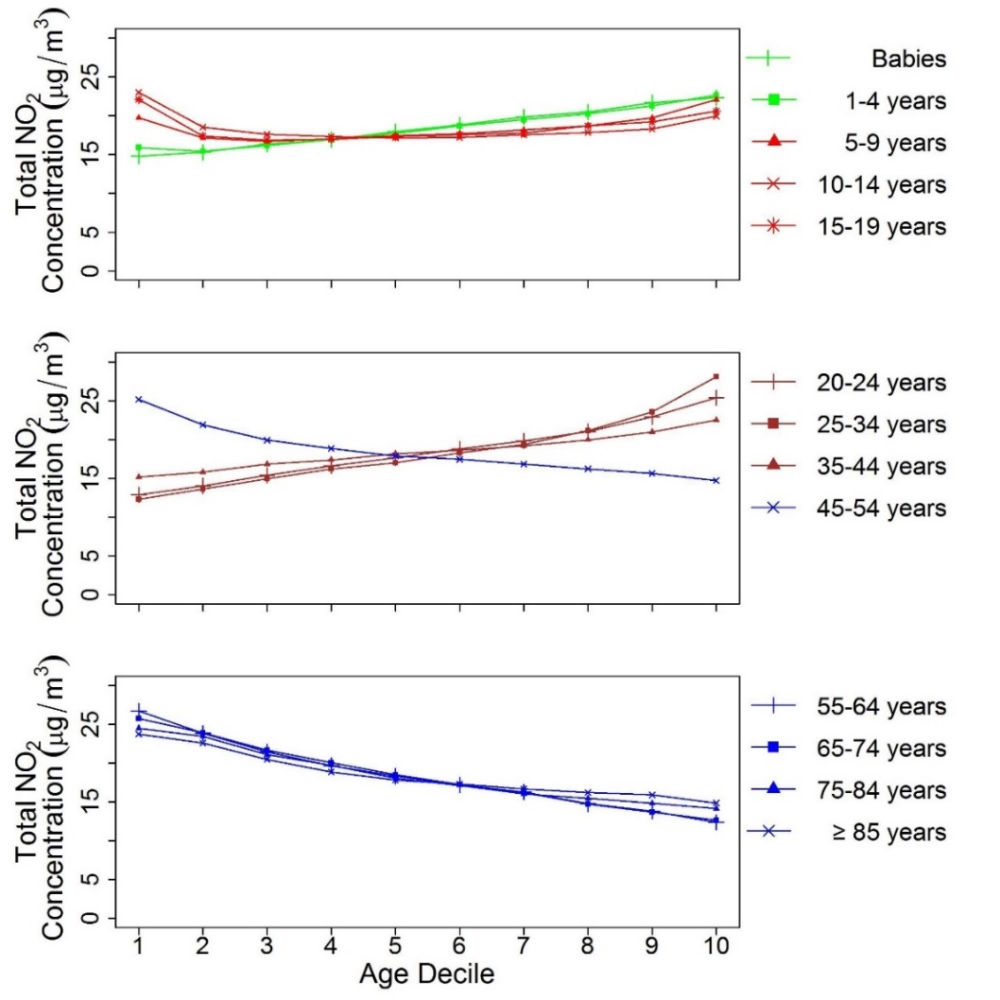 Total NO2
Concentration (μg/m3)
25
15
5
0
Babies
1-4 years
5-9 years
10-14 years
15-19 years
Total NO2
Concentration (μg/m3)
25
15
5
0
20-24 years
25-34 years
35-44 years
45-54 years
Total NO2
Concentration (μg/m3)
25
15
5
0
55-64 years
65-74 years
75-84 years
≥ 85 years
1 2 3 4 5 6 7 8 9 10
Age Decile